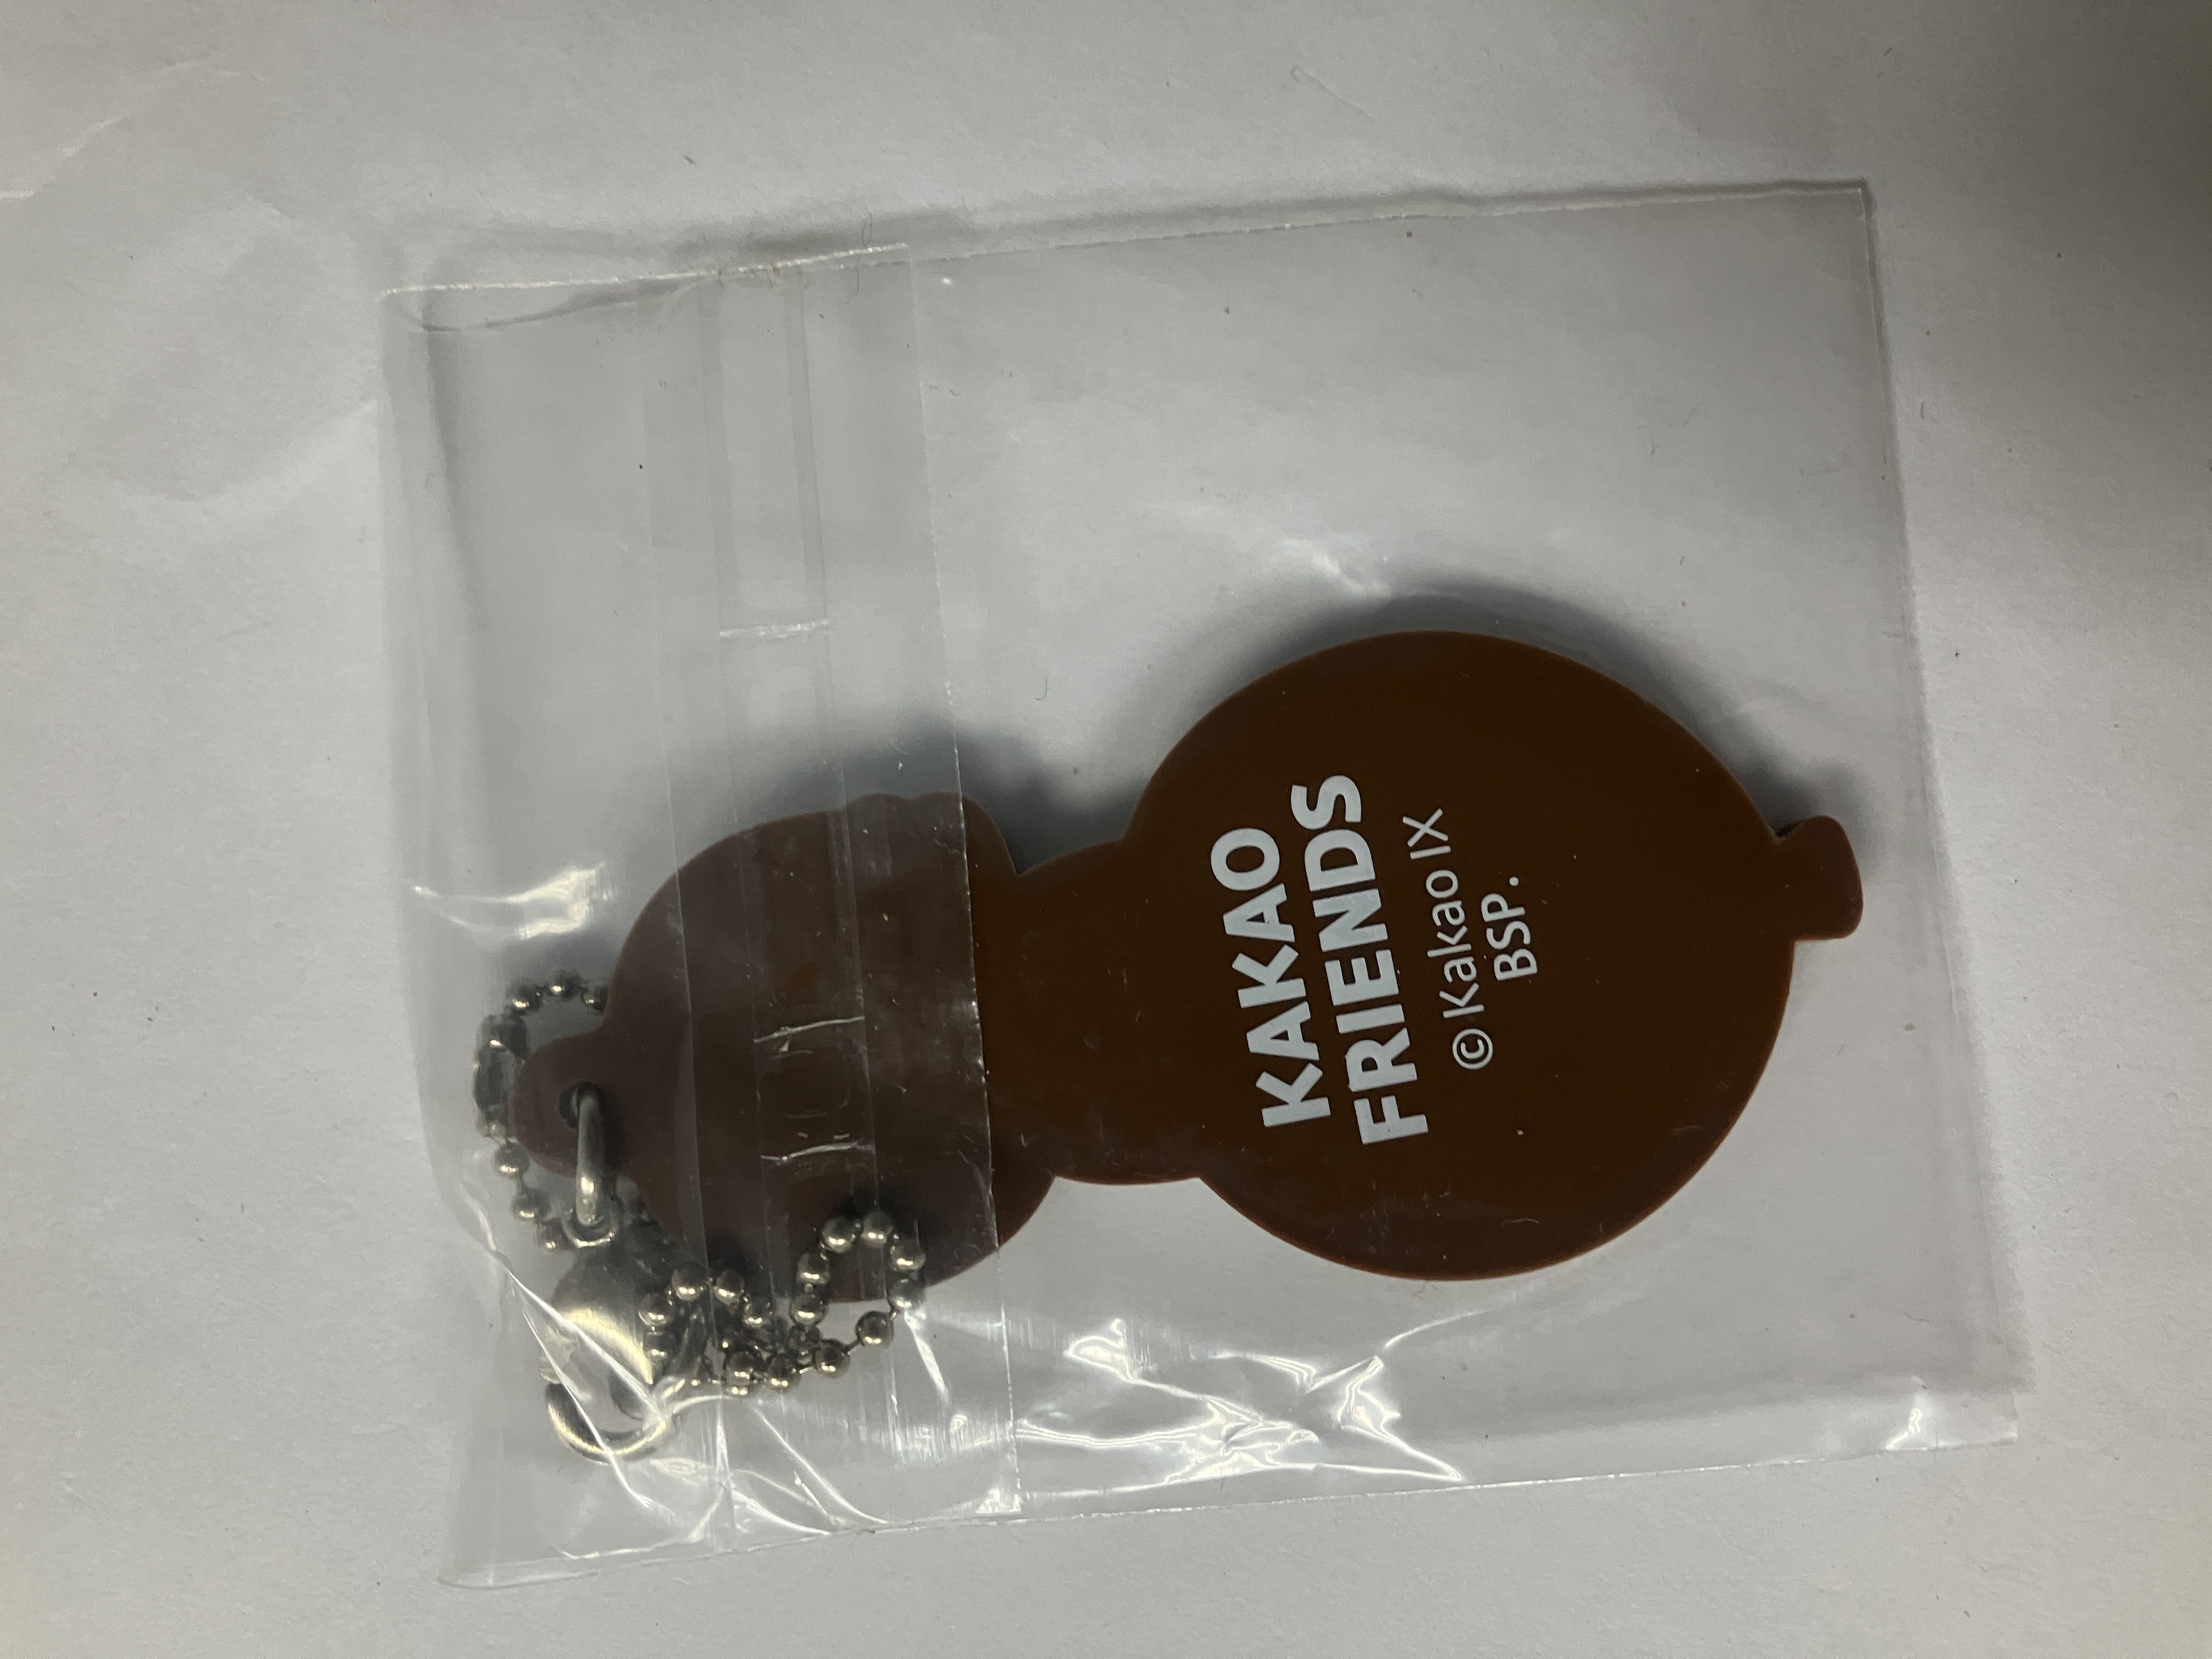 KAKAO
FRIENDS
© Kakao IX
BSP.